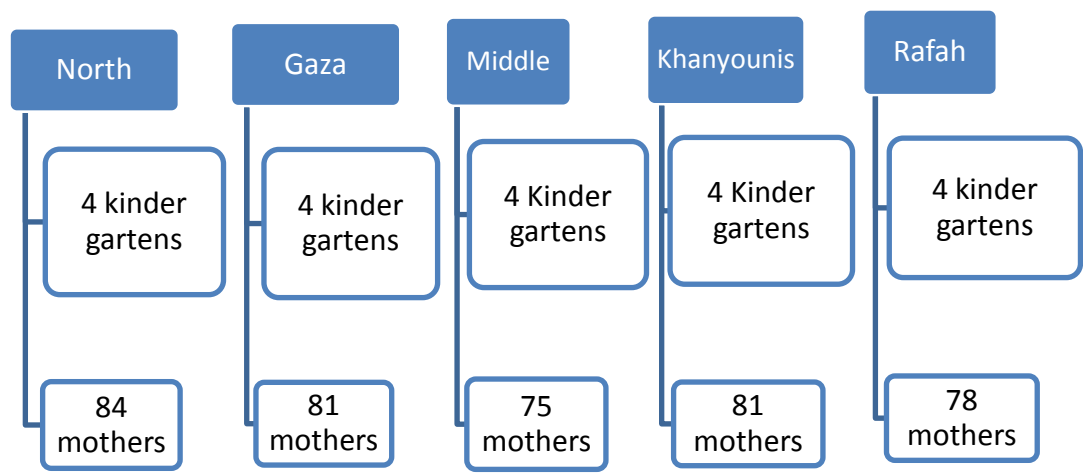 North
4 kinder
gartens
84
mothers
Gaza
4 kinder
gartens
81
mothers
Middle
4 Kinder
gartens
75
mothers
Khanyounis
4 Kinder
gartens
81
mothers
Rafah
4 kinder
gartens
78
mothers